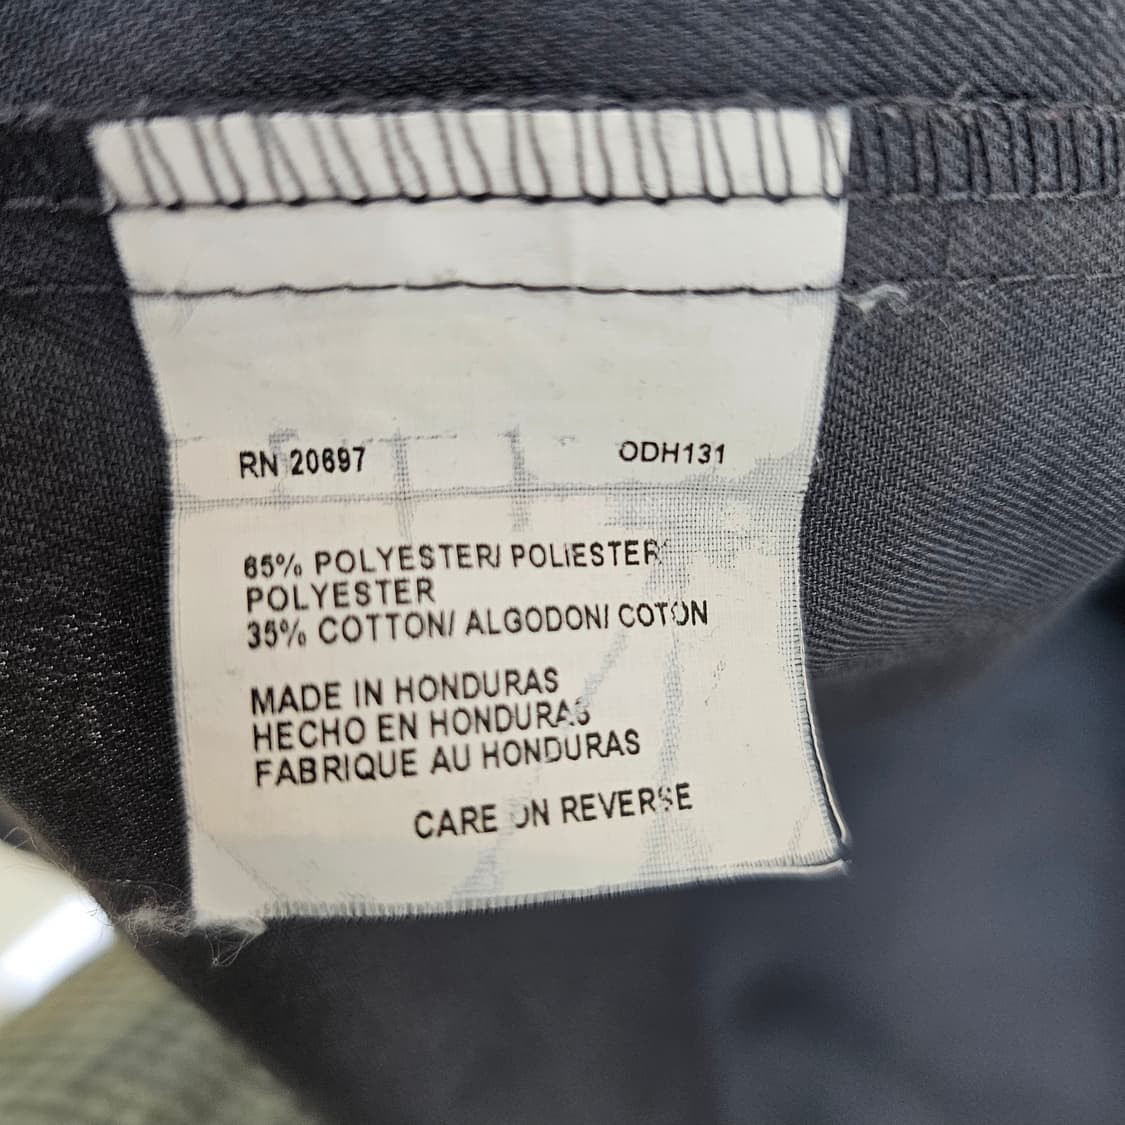 RN 20697 ODH131
65% POLYESTER/ POLIESTER
POLYESTER
35% COTTON/ ALGODON/ COTON
MADE IN HONDURAS
HECHO EN HONDURAS
FABRIQUE AU HONDURAS
CARE ON REVERSE